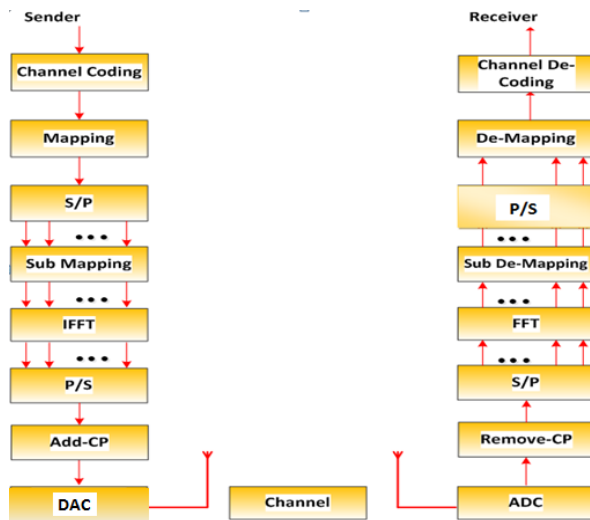 Sender
Channel Coding
Mapping
S/P
Sub Mapping
IFFT
P/S
Add-CP
DAC
Channel
Receiver
Channel De-
Coding
De-Mapping
P/S
Sub De-Mapping
FFT
S/P
Remove-CP
ADC